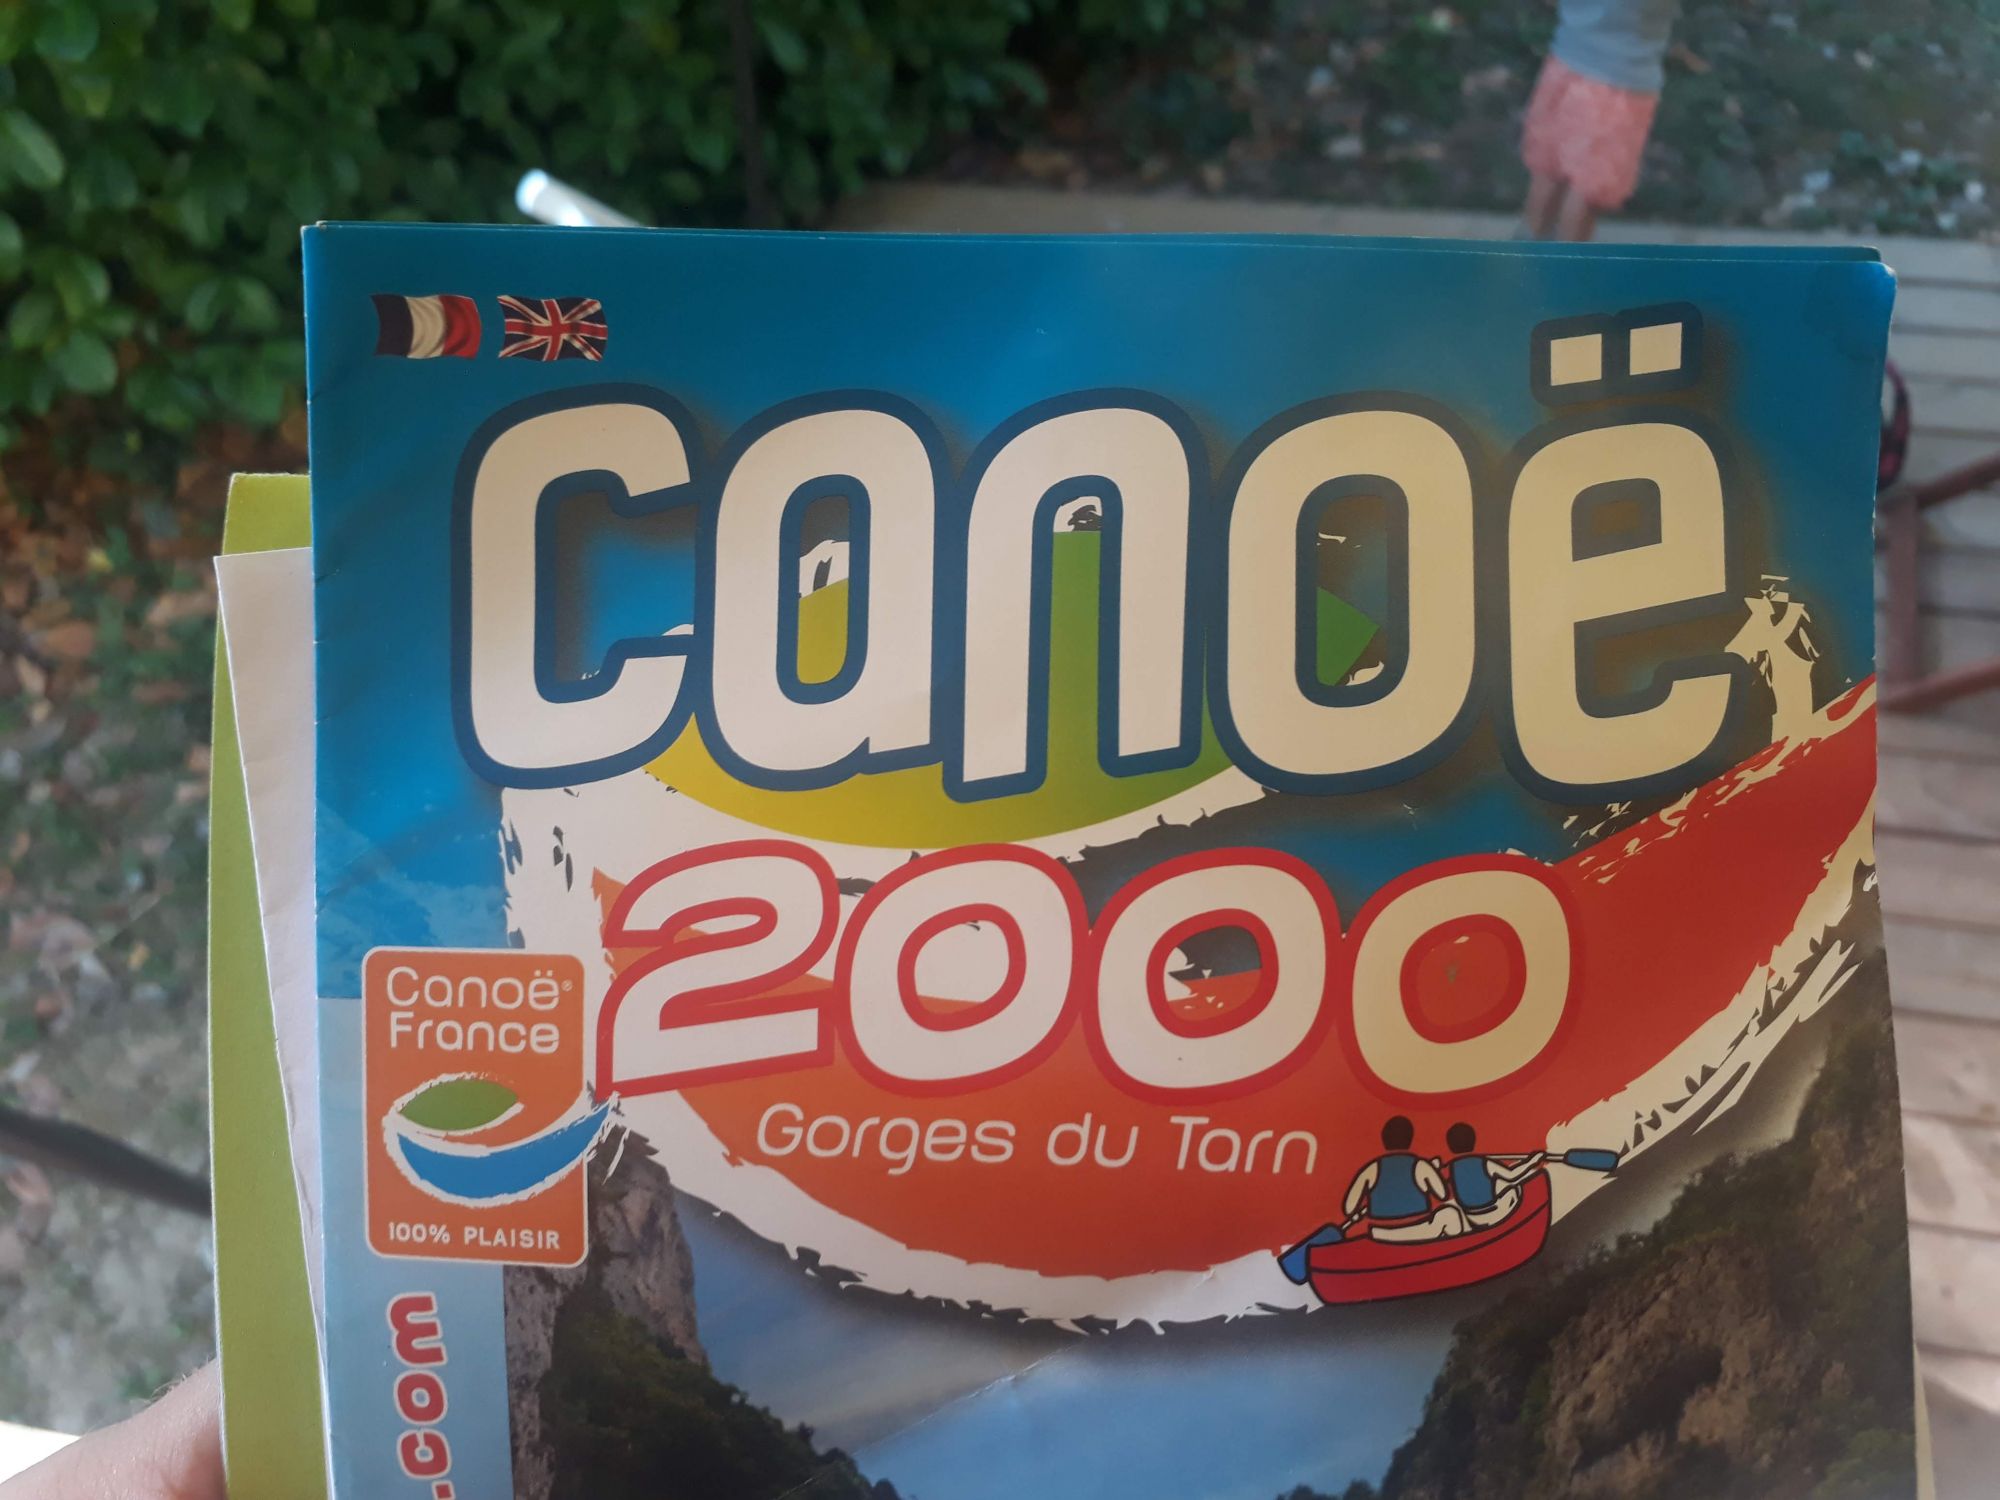 canoë
2000
Gorges du Tarn
Canoë®
France
100% PLAISIR
.com